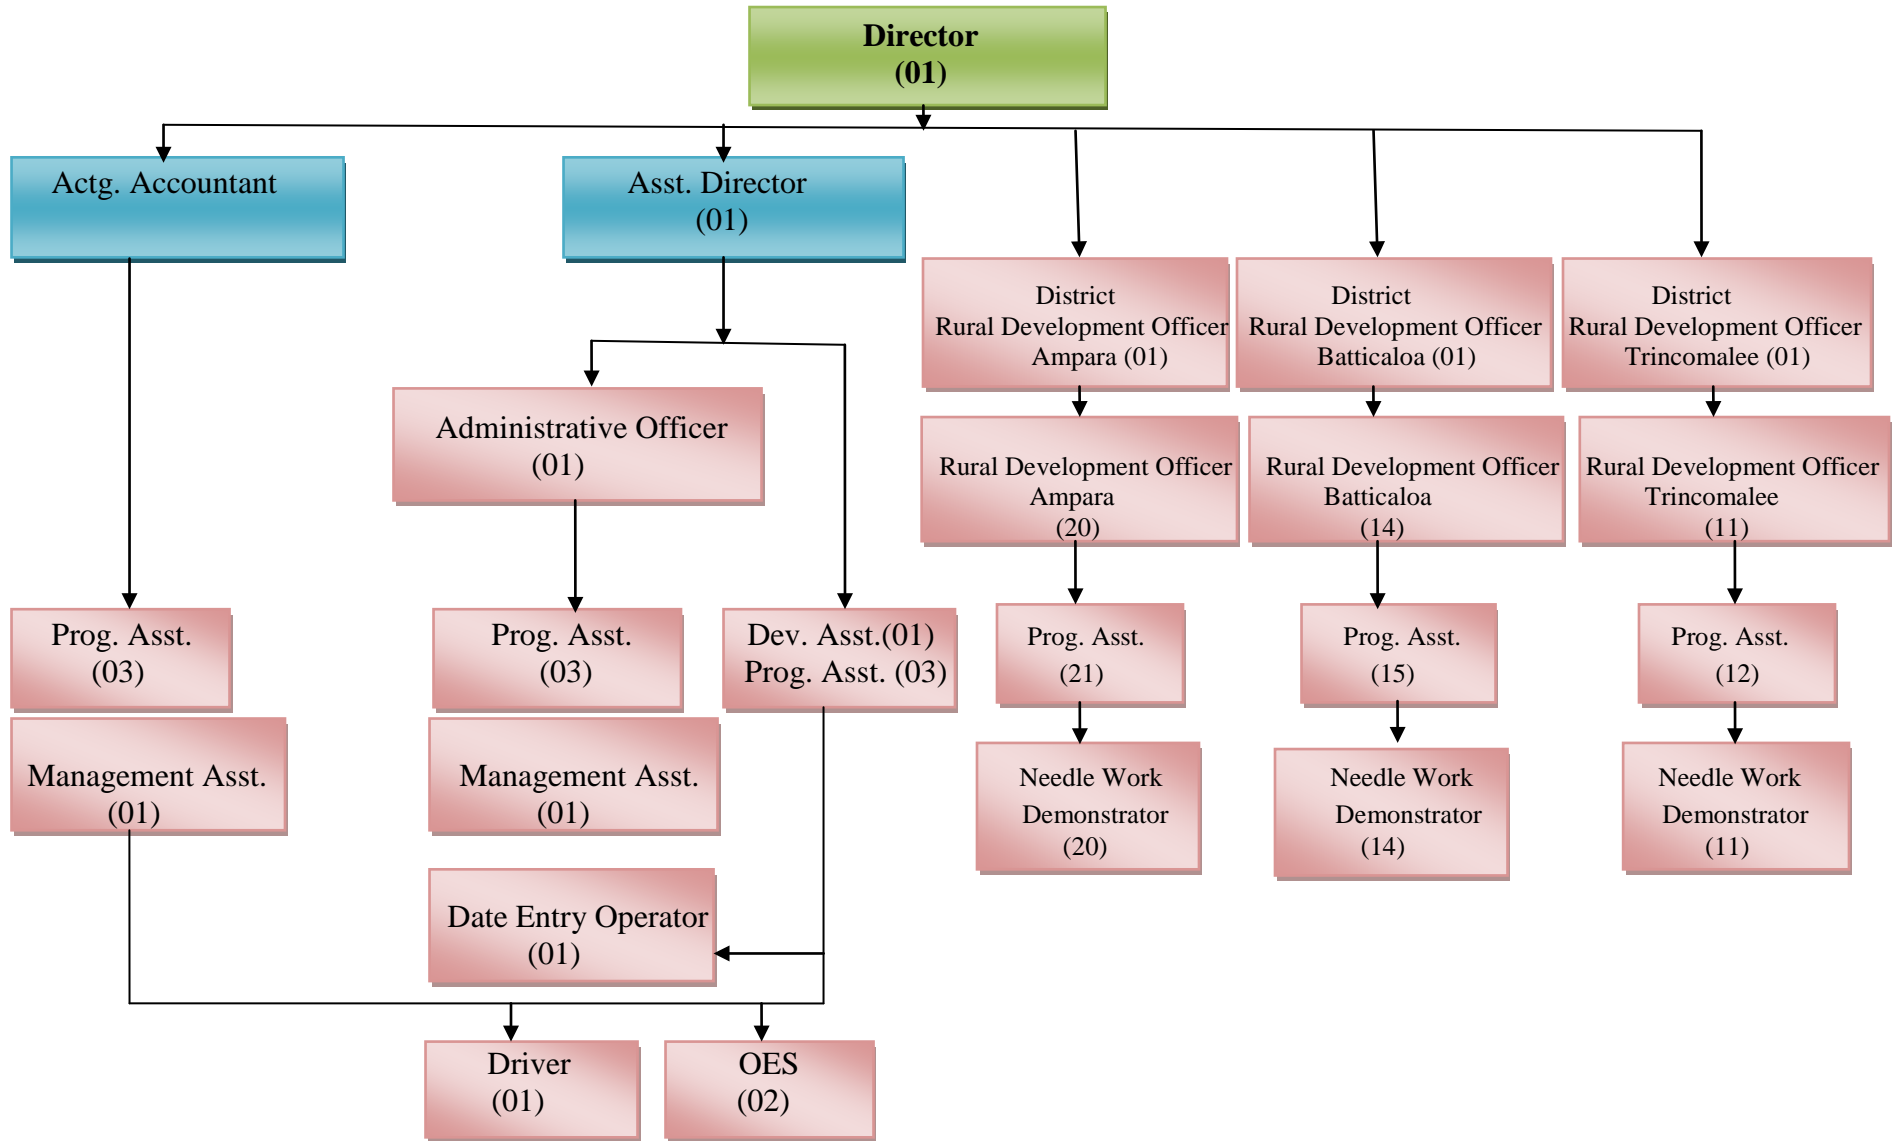 Director
(01)
Actg. Accountant
Asst. Director
(01)
District
Rural Development Officer
Ampara (01)
District
Rural Development Officer
Batticaloa (01)
District
Rural Development Officer
Trincomalee (01)
Administrative Officer
(01)
Rural Development Officer
Ampara
(20)
Rural Development Officer
Batticaloa
(14)
Rural Development Officer
Trincomalee
(11)
Prog. Asst.
(03)
Prog. Asst.
(03)
Dev. Asst.(01)
Prog. Asst. (03)
Prog. Asst.
(21)
Prog. Asst.
(15)
Prog. Asst.
(12)
Management Asst.
(01)
Management Asst.
(01)
Needle Work
Demonstrator
(20)
Needle Work
Demonstrator
(14)
Needle Work
Demonstrator
(11)
Date Entry Operator
(01)
Driver
(01)
OES
(02)